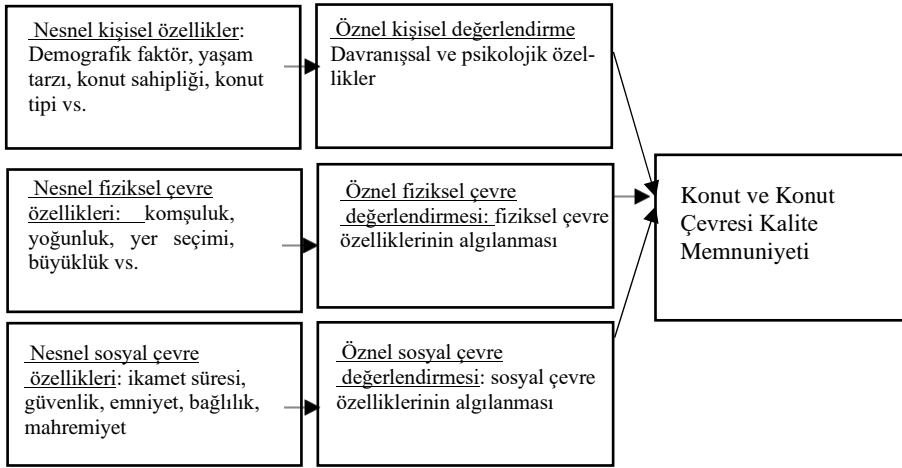 Nesnel kişisel özellikler:
Demografik faktör, yaşam
tarzı, konut sahipliği, konut
tipi vs.
Öznel kişisel değerlendirme
Davranışsal ve psikolojik özel-
likler
Nesnel fiziksel çevre
özellikleri: komşuluk,
yoğunluk, yer seçimi,
büyüklük vs.
Öznel fiziksel çevre
değerlendirmesi: fiziksel çevre
özelliklerinin algılanması
Nesnel sosyal çevre
özellikleri: ikamet süresi,
güvenlik, emniyet, bağlılık,
mahremiyet
Öznel sosyal çevre
değerlendirmesi: sosyal çevre
özelliklerinin algılanması
Konut ve Konut
Çevresi Kalite
Memnuniyeti